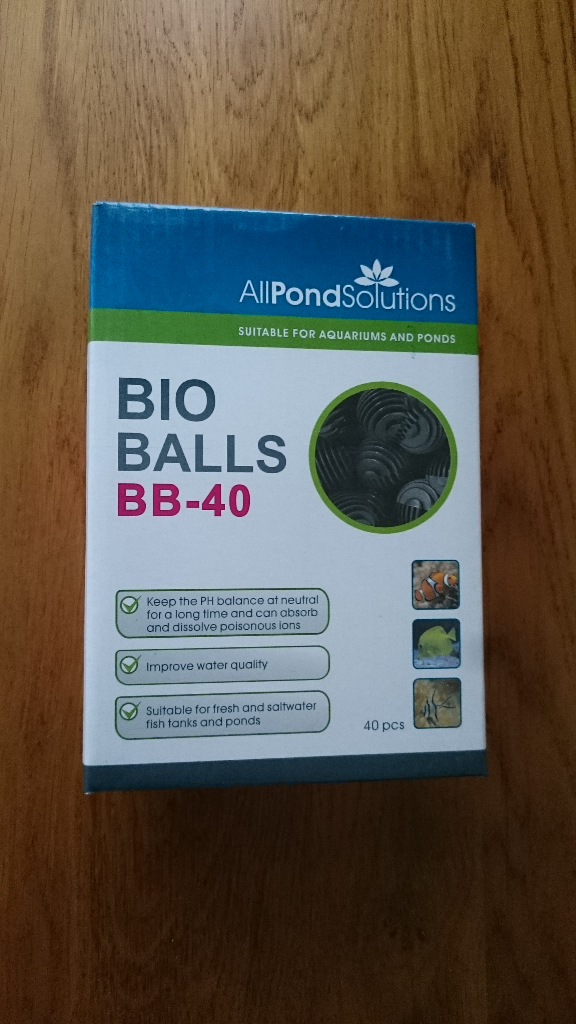 AllPondSolutions
SUITABLE FOR AQUARIUMS AND PONDS
BIO
BALLS
BB-40
Keep the PH balance at neutral
for a long time and can absorb
and dissolve poisonous ions
Improve water quality
Suitable for fresh and saltwater
fish tanks and ponds
40 pcs